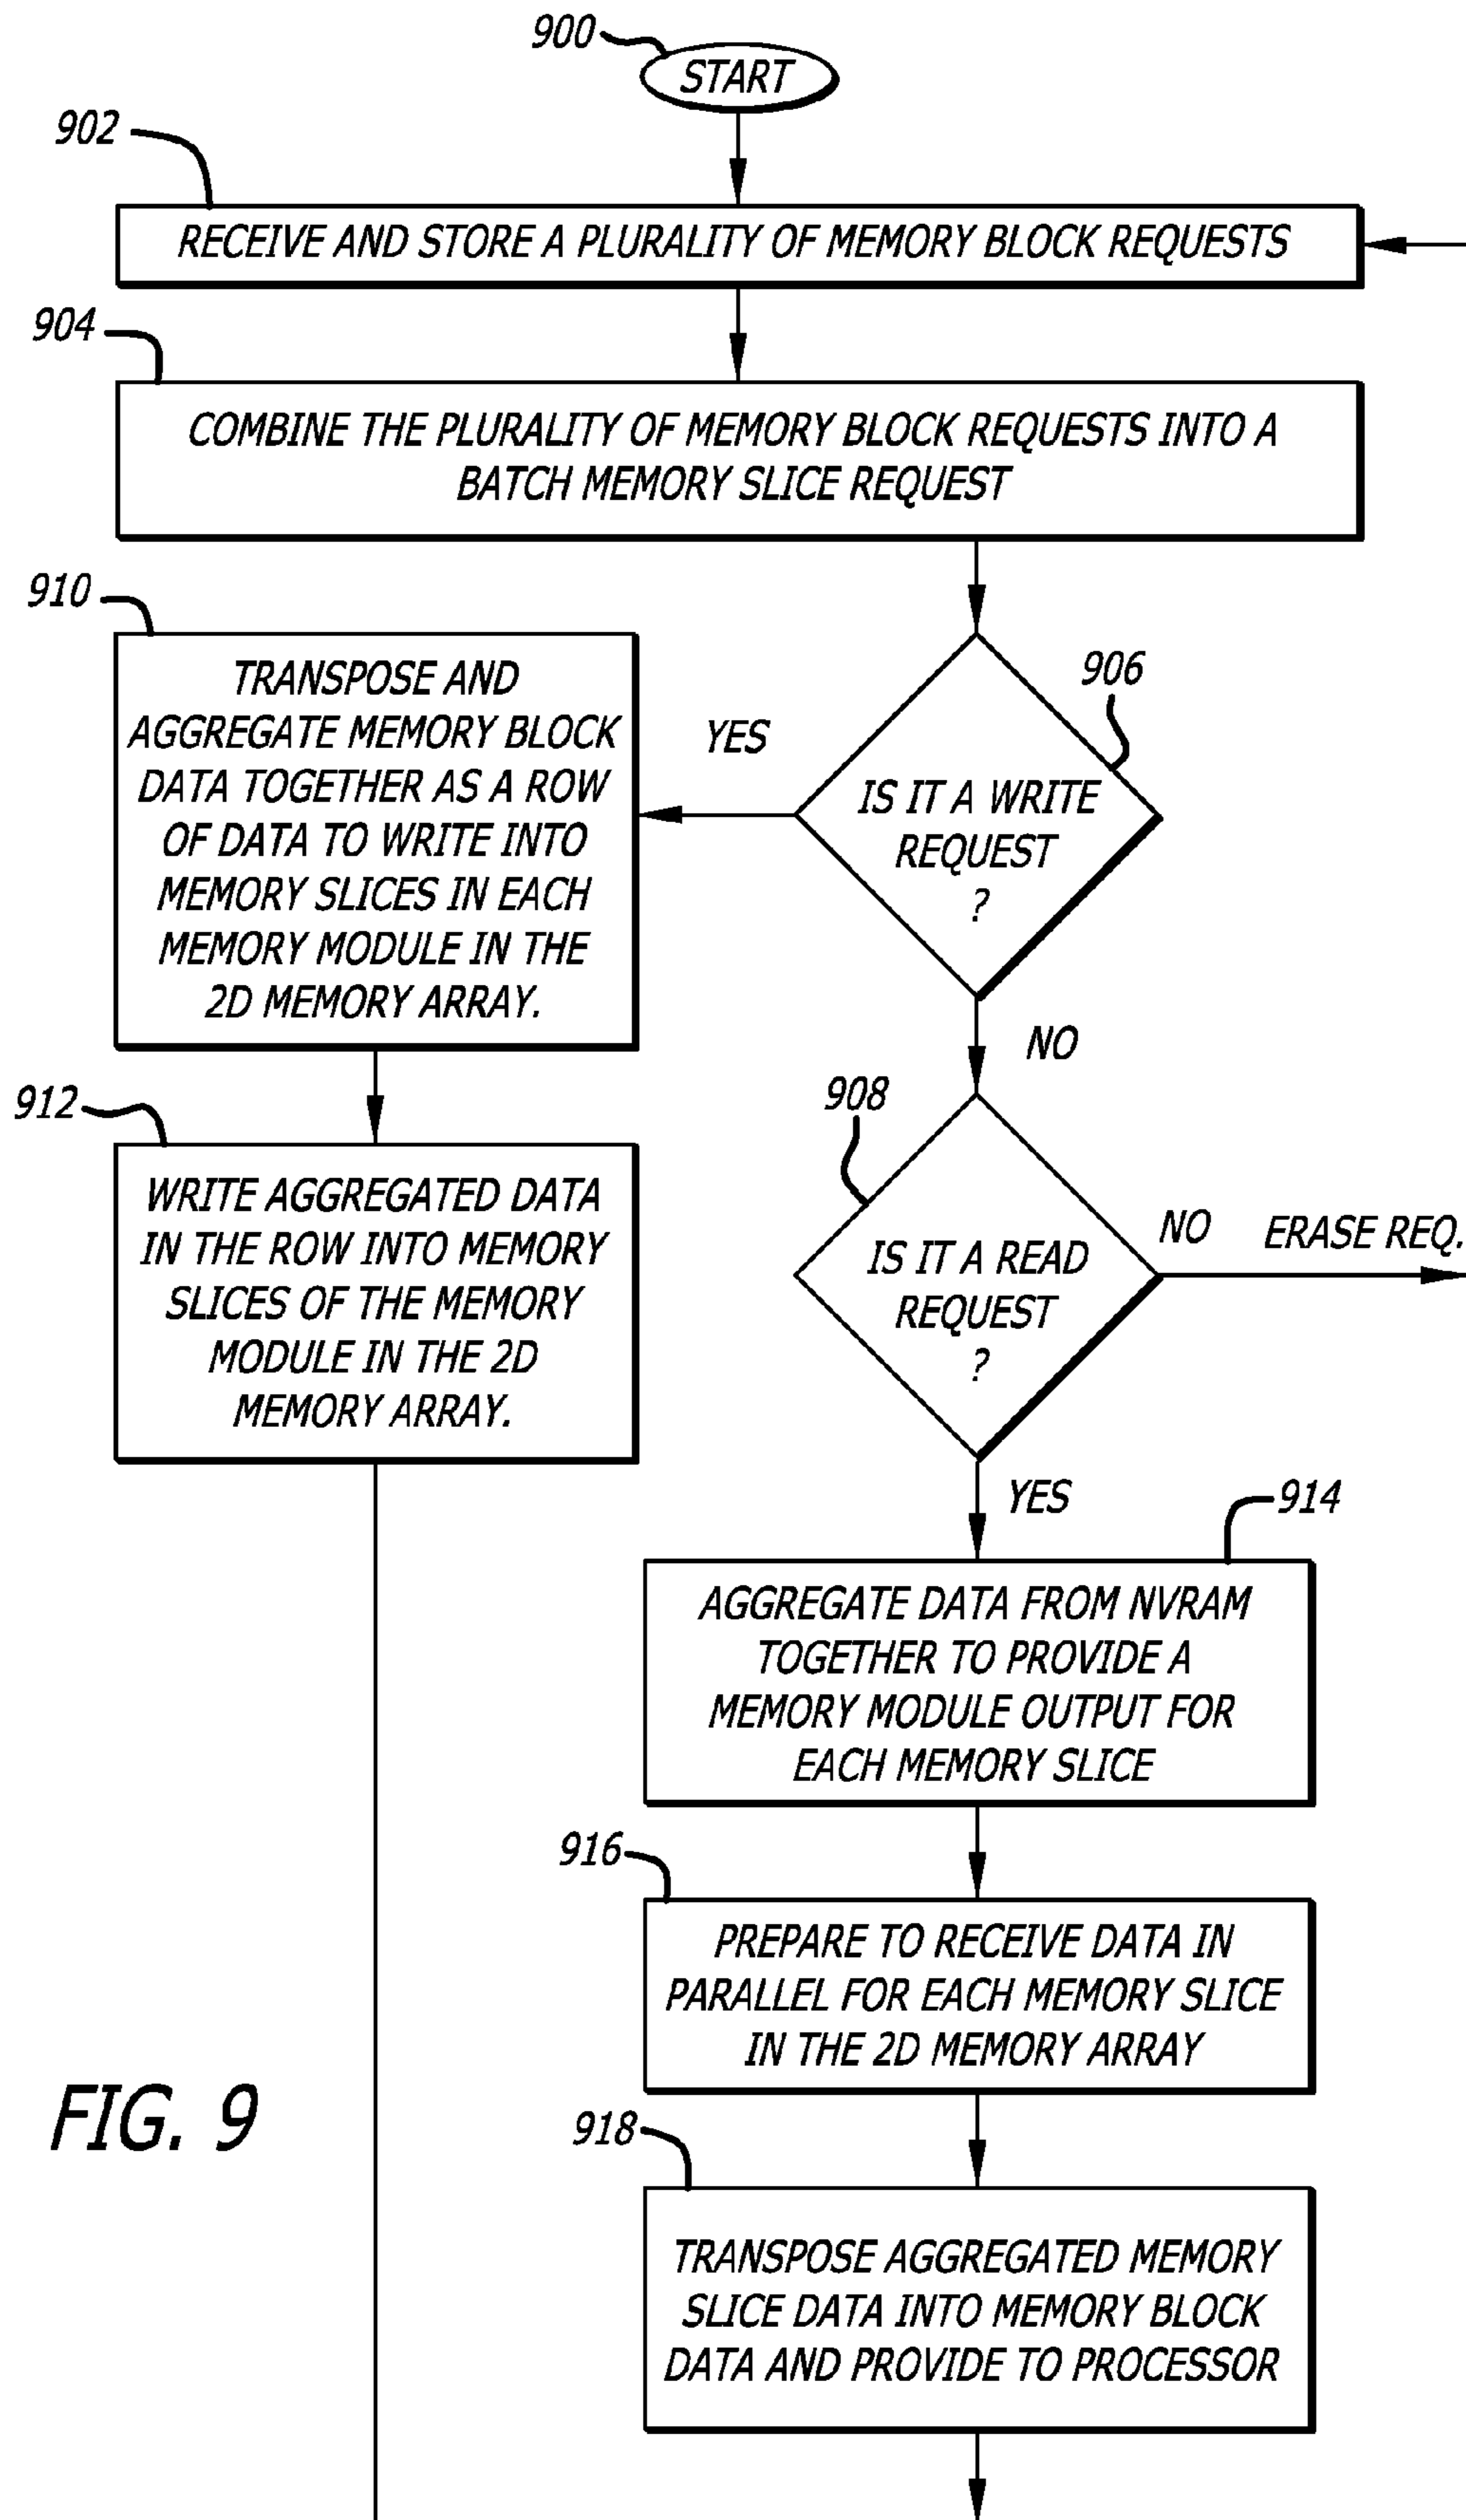 900
START
902
RECEIVE AND STORE A PLURALITY OF MEMORY BLOCK REQUESTS
904
COMBINE THE PLURALITY OF MEMORY BLOCK REQUESTS INTO A
BATCH MEMORY SLICE REQUEST
910
TRANSPOSE AND
AGGREGATE MEMORY BLOCK
DATA TOGETHER AS A ROW
OF DATA TO WRITE INTO
MEMORY SLICES IN EACH
MEMORY MODULE IN THE
2D MEMORY ARRAY.
YES
906
IS IT A WRITE
REQUEST
?
NO
912
WRITE AGGREGATED DATA
IN THE ROW INTO MEMORY
SLICES OF THE MEMORY
MODULE IN THE 2D
MEMORY ARRAY.
908
IS IT A READ
REQUEST
?
NO
ERASE REQ.
YES
914
AGGREGATE DATA FROM NVRAM
TOGETHER TO PROVIDE A
MEMORY MODULE OUTPUT FOR
EACH MEMORY SLICE
916
PREPARE TO RECEIVE DATA IN
PARALLEL FOR EACH MEMORY SLICE
IN THE 2D MEMORY ARRAY
FIG. 9
918
TRANSPOSE AGGREGATED MEMORY
SLICE DATA INTO MEMORY BLOCK
DATA AND PROVIDE TO PROCESSOR